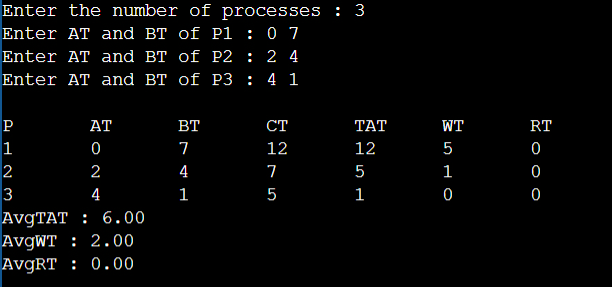 Enter the number of processes : 3
Enter AT and BT of P1 : 0 7
Enter AT and BT of P2 : 2 4
Enter AT and BT of P3 : 4 1
P AT BT CT TAT WT RT
1 0 7 12 12 5 0
2 2 4 7 5 1 0
3 4 1 5 1 0 0
AvgTAT : 6.00
AvgWT : 2.00
AvgRT : 0.00